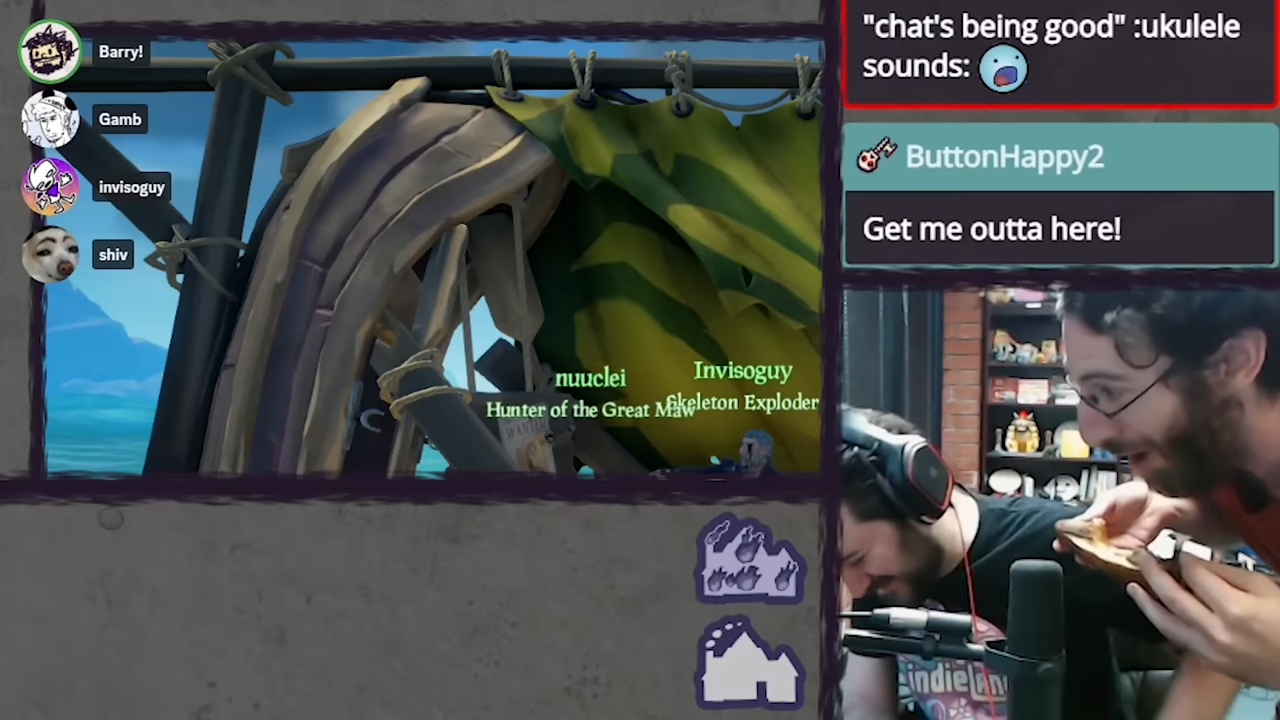 Barry!
Gamb
invisoguy
shiv
nuuclei
Hunter of the Great Maw
Invisoguy
Skeleton Exploder
WANTED
"chat's being good" :ukulele
sounds:
ButtonHappy2
Get me outta here!
indieland